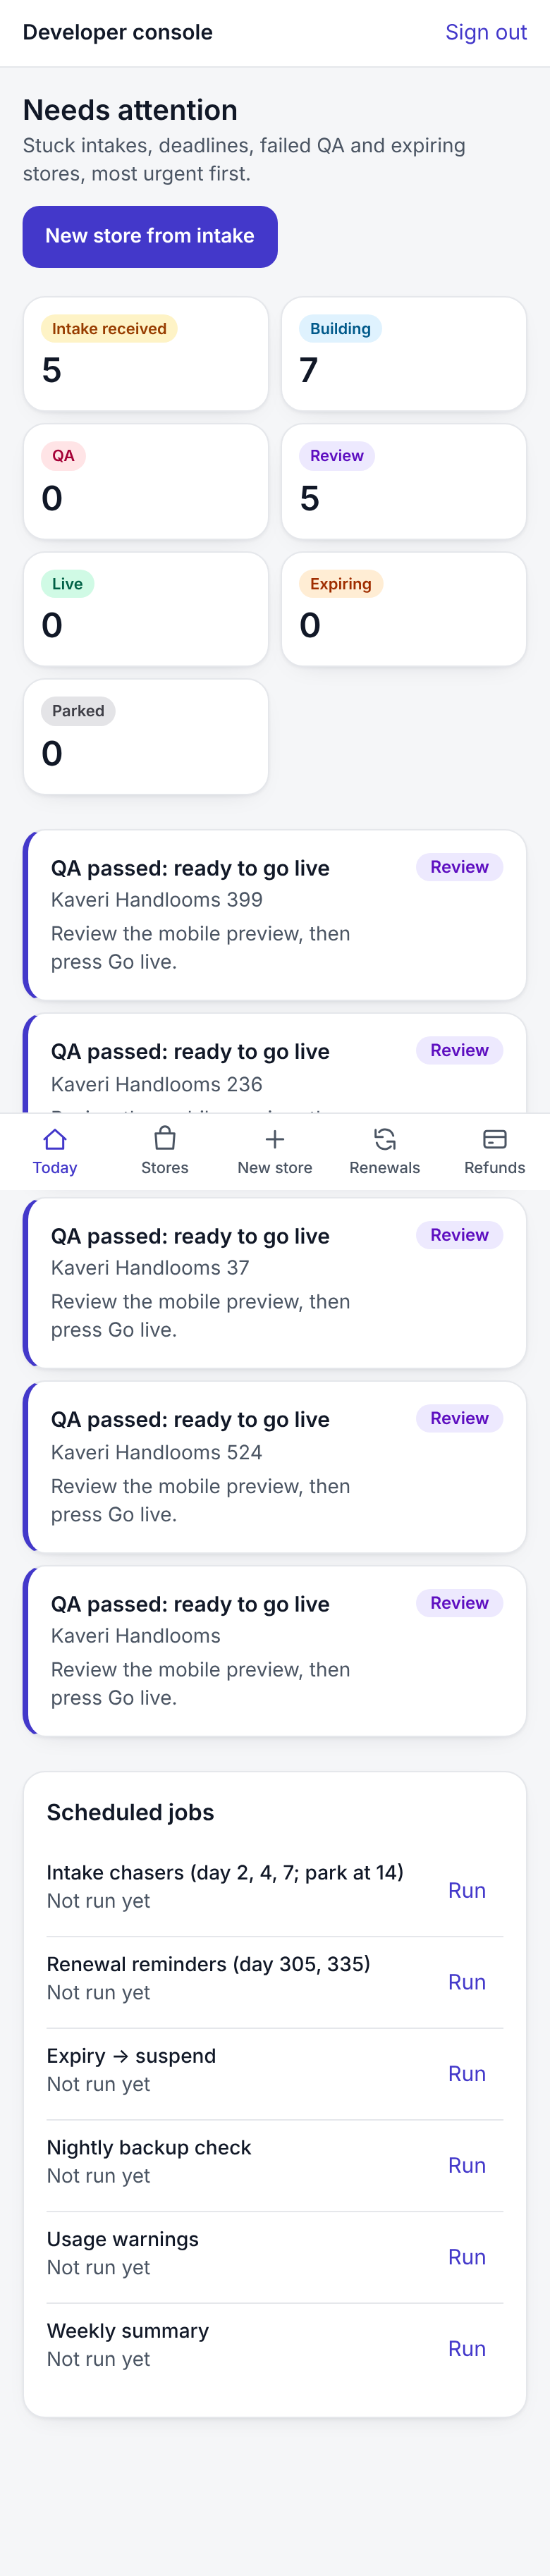 Developer console
Sign out
Needs attention
Stuck intakes, deadlines, failed QA and expiring
stores, most urgent first.
New store from intake
Intake received
5
Building
7
QA
0
Review
5
Live
0
Expiring
0
Parked
0
QA passed: ready to go live
Review
Kaveri Handlooms 399
Review the mobile preview, then
press Go live.
QA passed: ready to go live
Review
Kaveri Handlooms 236
Today
Stores
New store
Renewals
Refunds
QA passed: ready to go live
Review
Kaveri Handlooms 37
Review the mobile preview, then
press Go live.
QA passed: ready to go live
Review
Kaveri Handlooms 524
Review the mobile preview, then
press Go live.
QA passed: ready to go live
Review
Kaveri Handlooms
Review the mobile preview, then
press Go live.
Scheduled jobs
Intake chasers (day 2, 4, 7; park at 14)
Not run yet
Run
Renewal reminders (day 305, 335)
Not run yet
Run
Expiry → suspend
Not run yet
Run
Nightly backup check
Not run yet
Run
Usage warnings
Not run yet
Run
Weekly summary
Not run yet
Run